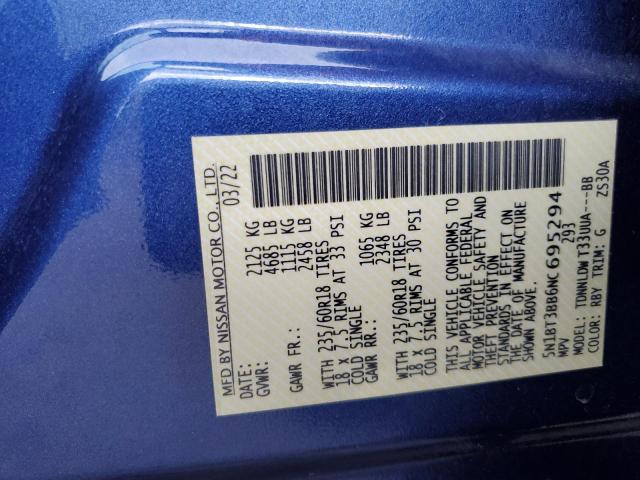 MFD BY NISSAN MOTOR CO., LTD.
DATE: 03/22
GVWR: 2125 KG
4685 LB
GAWR FR.: 1115 KG
2458 LB
WITH 235/60R18 TIRES
18 x 7.5 RIMS AT 33 PSI
COLD SINGLE
GAWR RR.: 1065 KG
2348 LB
WITH 235/60R18 TIRES
18 x 7.5 RIMS AT 30 PSI
COLD SINGLE
THIS VEHICLE CONFORMS TO
ALL APPLICABLE FEDERAL
MOTOR VEHICLE SAFETY AND
THEFT PREVENTION
STANDARDS IN EFFECT ON
THE DATE OF MANUFACTURE
SHOWN ABOVE.
5N1BT3BB6NC695294
MPV Z93
MODEL: TDWNLDW T33UUA----BB
COLOR: RBY TRIM: G ZS30A